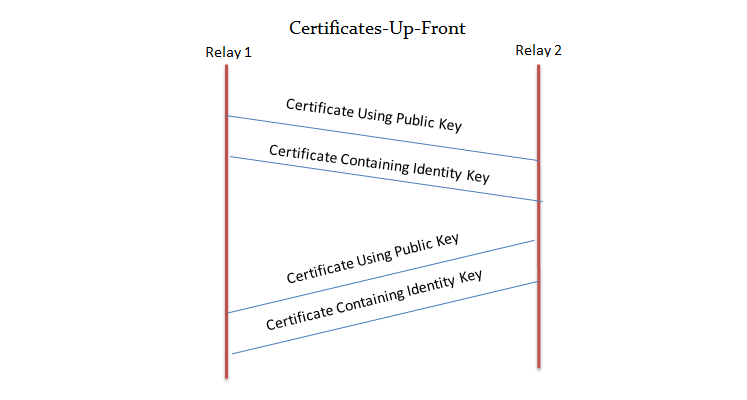 Certificates-Up-Front
Relay 1
Relay 2
Certificate Using Public Key
Certificate Containing Identity Key
Certificate Using Public Key
Certificate Containing Identity Key